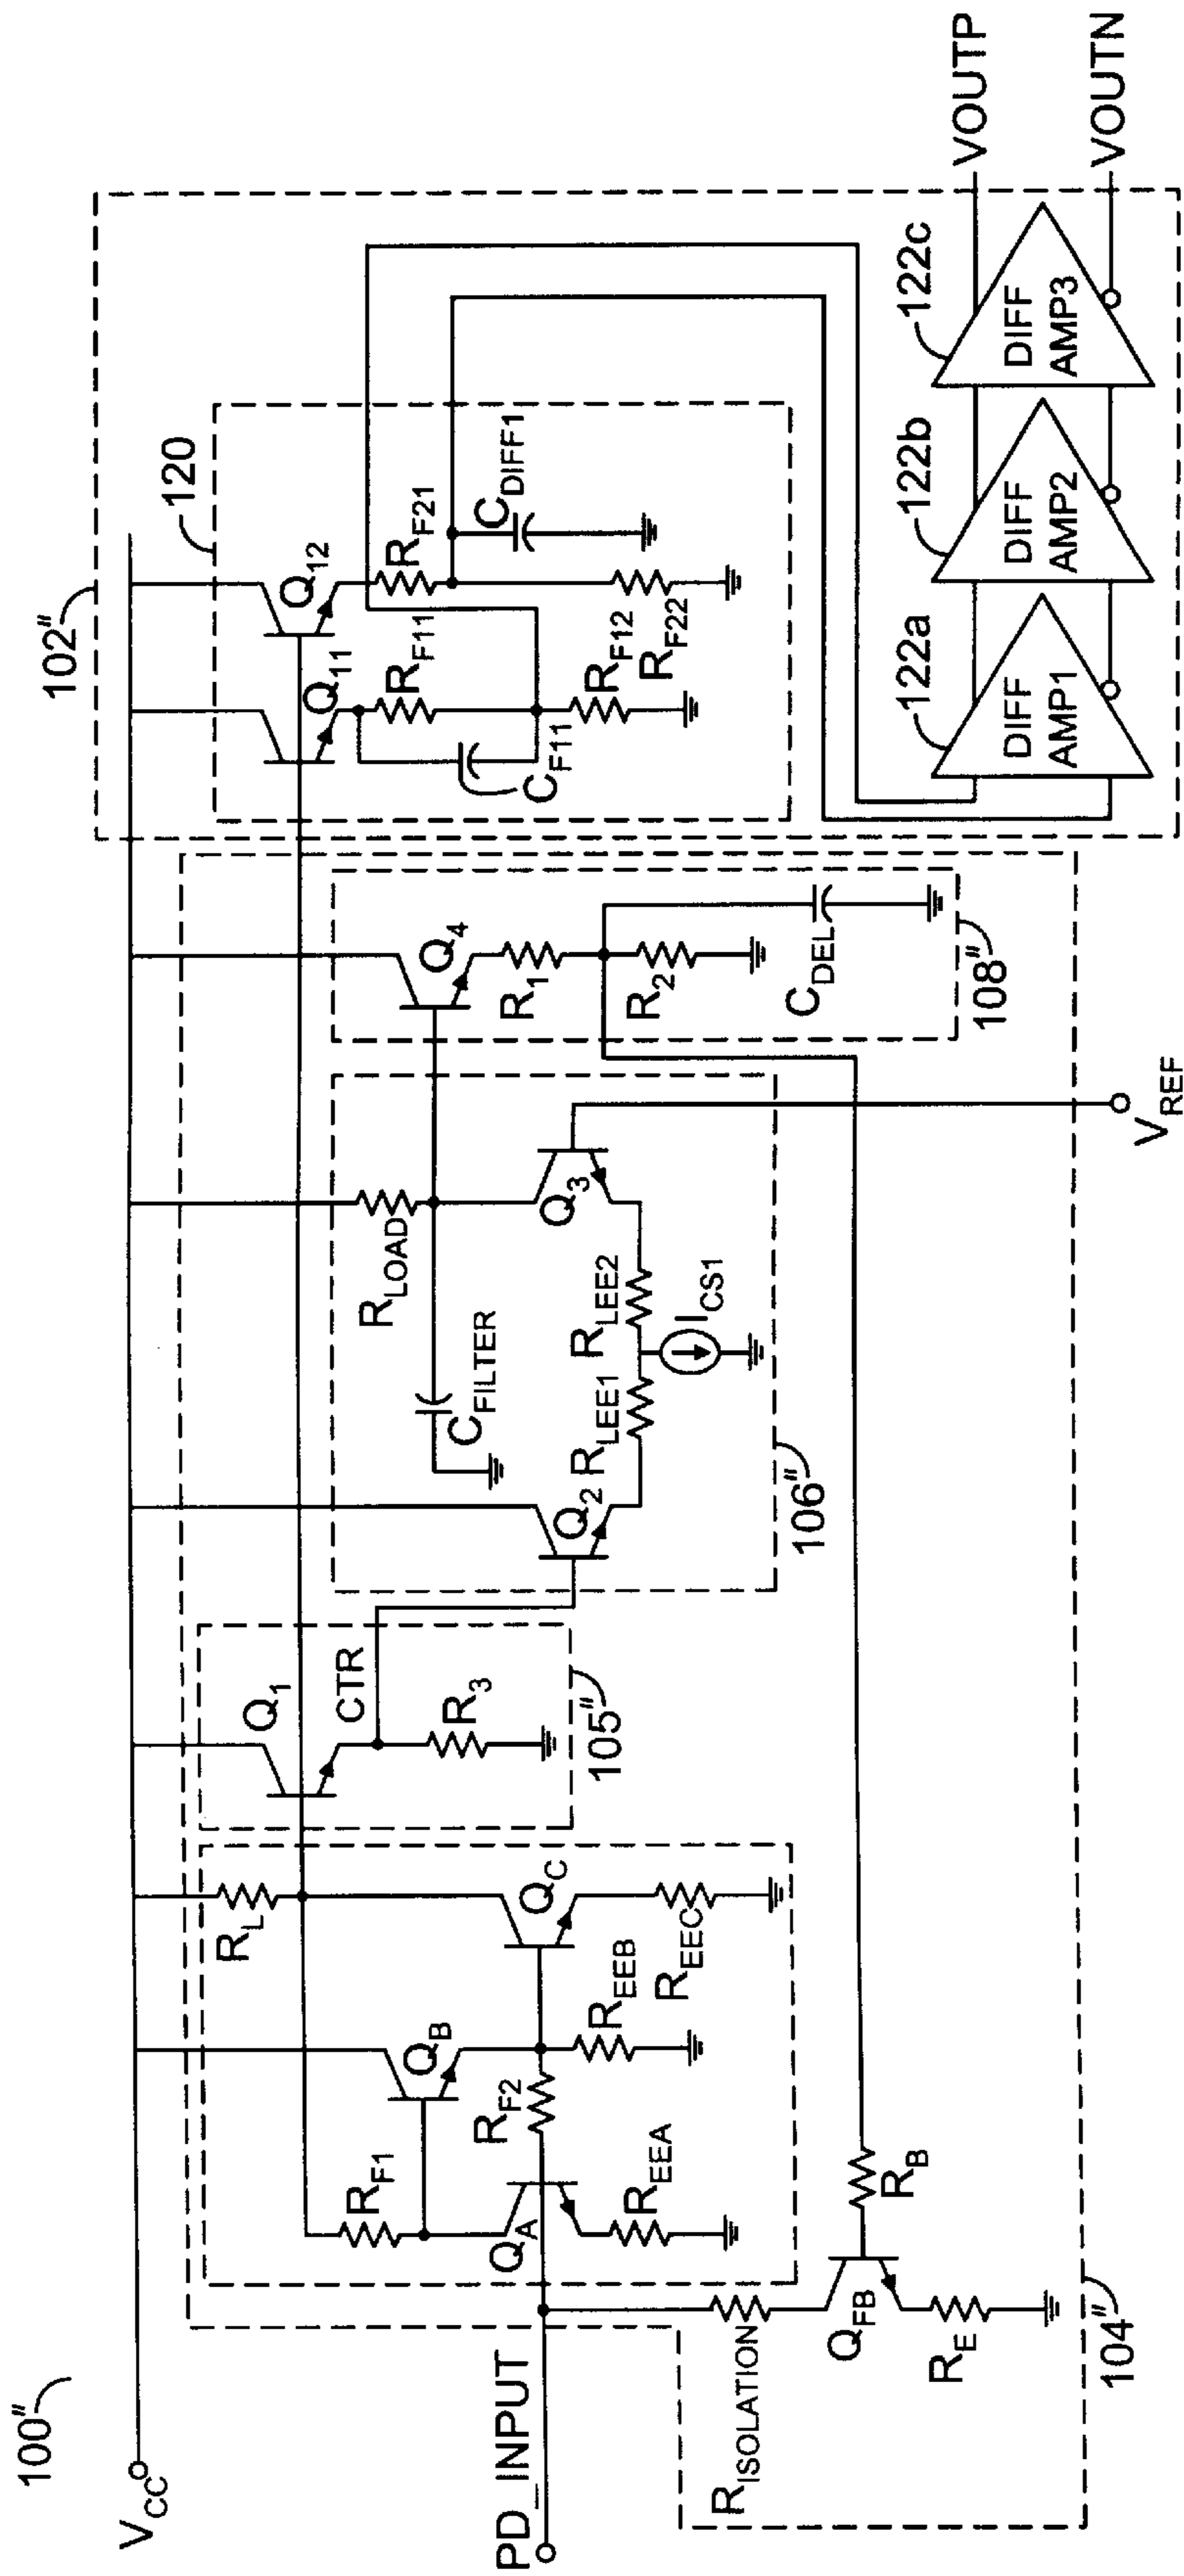 100"
VCC
PD_INPUT
RISOLATION
QFB
RE
RB
104"
RL
RF1
QB
QA
RF2
QC
REEA
REEB
REEC
Q1
CTR
R3
105"
RLOAD
CFILTER
Q2
Q3
RLEE1
RLEE2
ICS1
106"
VREF
Q4
R1
R2
CDEL
108"
102"
120
Q11
Q12
RF11
RF21
CF11
RF12
RF22
CDIFF1
122a
122b
122c
DIFF
AMP1
DIFF
AMP2
DIFF
AMP3
VOUTP
VOUTN